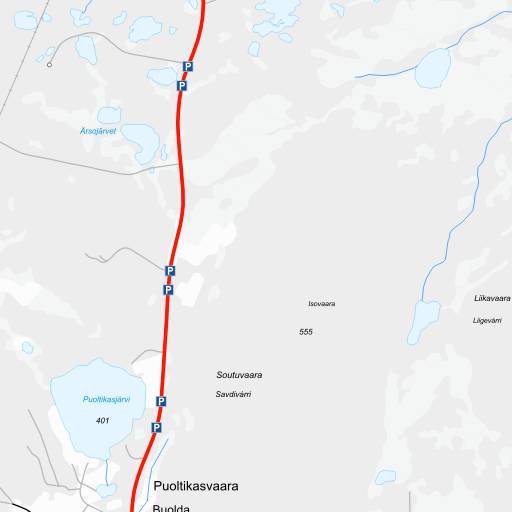 P
P
Årsojärvet
P
P
Liikavaara
Isovaara
Liigevárri
555
Soutuvaara
Savdivárri
Puoltikasjärvi
P
401
P
Puoltikasvaara
Buolda